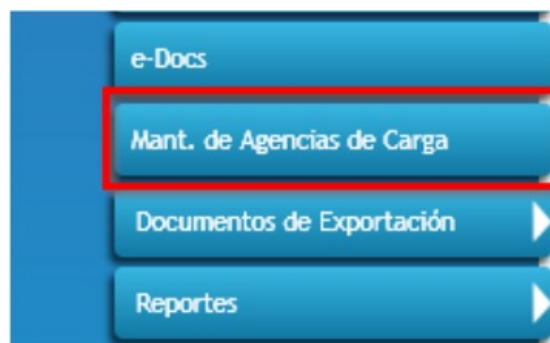 e-Docs
Mant. de Agencias de Carga
Documentos de Exportación
Reportes